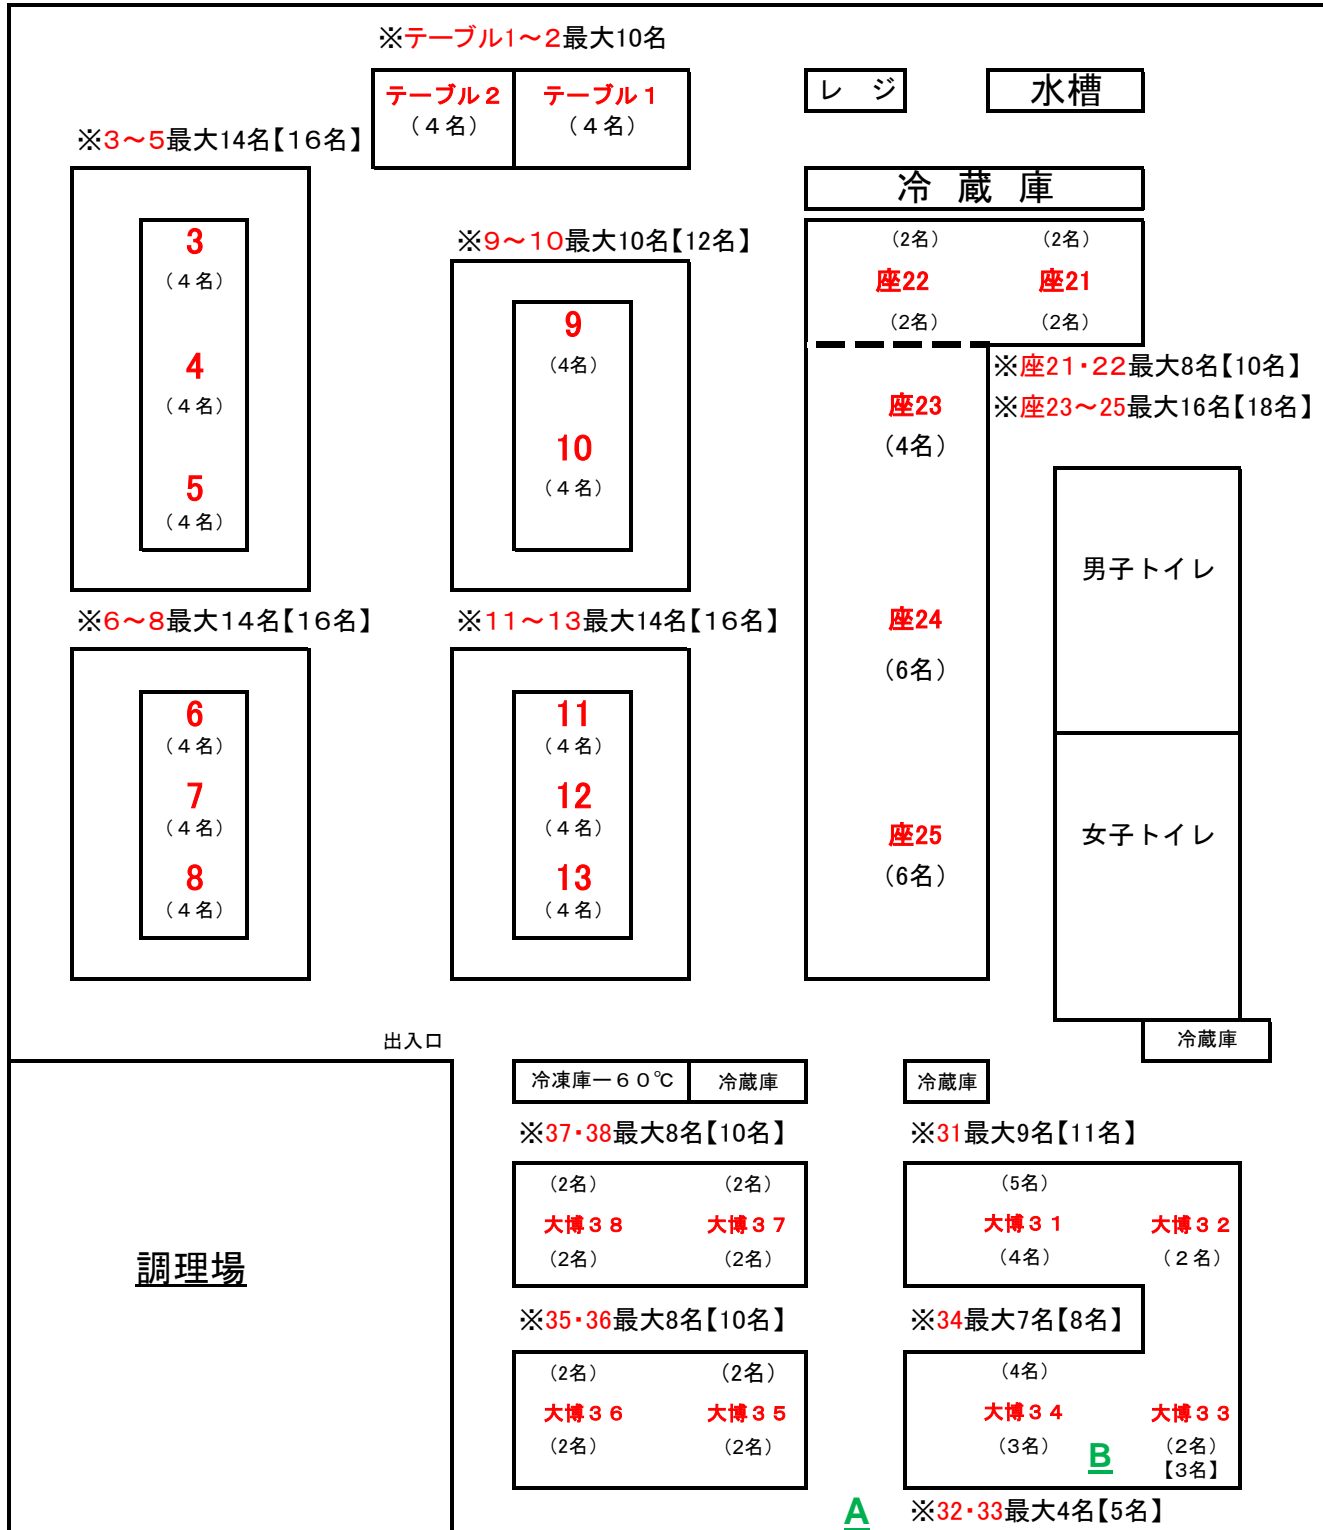 ※テーブル1～2最大10名
テーブル２
（４名）
テーブル１
（４名）
レ　ジ
水槽
※３～５最大14名【16名】
3
（４名）
4
（４名）
5
（４名）
※９～１０最大10名【12名】
9
（4名）
10
（４名）
冷　蔵　庫
（2名）
（2名）
座22
座21
（2名）
（2名）
※座21・22最大8名【10名】
座23
※座23～25最大16名【18名】
（4名）
座24
（6名）
座25
（6名）
男子トイレ
女子トイレ
冷蔵庫
※６～８最大14名【16名】
6
（４名）
7
（４名）
8
（４名）
※１１～１３最大14名【16名】
11
（４名）
12
（４名）
13
（４名）
出入口
調理場
冷凍庫ー６０℃
冷蔵庫
冷蔵庫
※37・38最大8名【10名】
（2名）
（2名）
大博３８
大博３７
（2名）
（2名）
※35・36最大8名【10名】
（2名）
（2名）
大博３６
大博３５
（2名）
（2名）
※31最大9名【11名】
（5名）
大博３１
大博３２
（4名）
（２名）
※34最大7名【8名】
（4名）
大博３４
大博３３
（３名）
（2名）
【3名】
B
A
※32・33最大4名【5名】